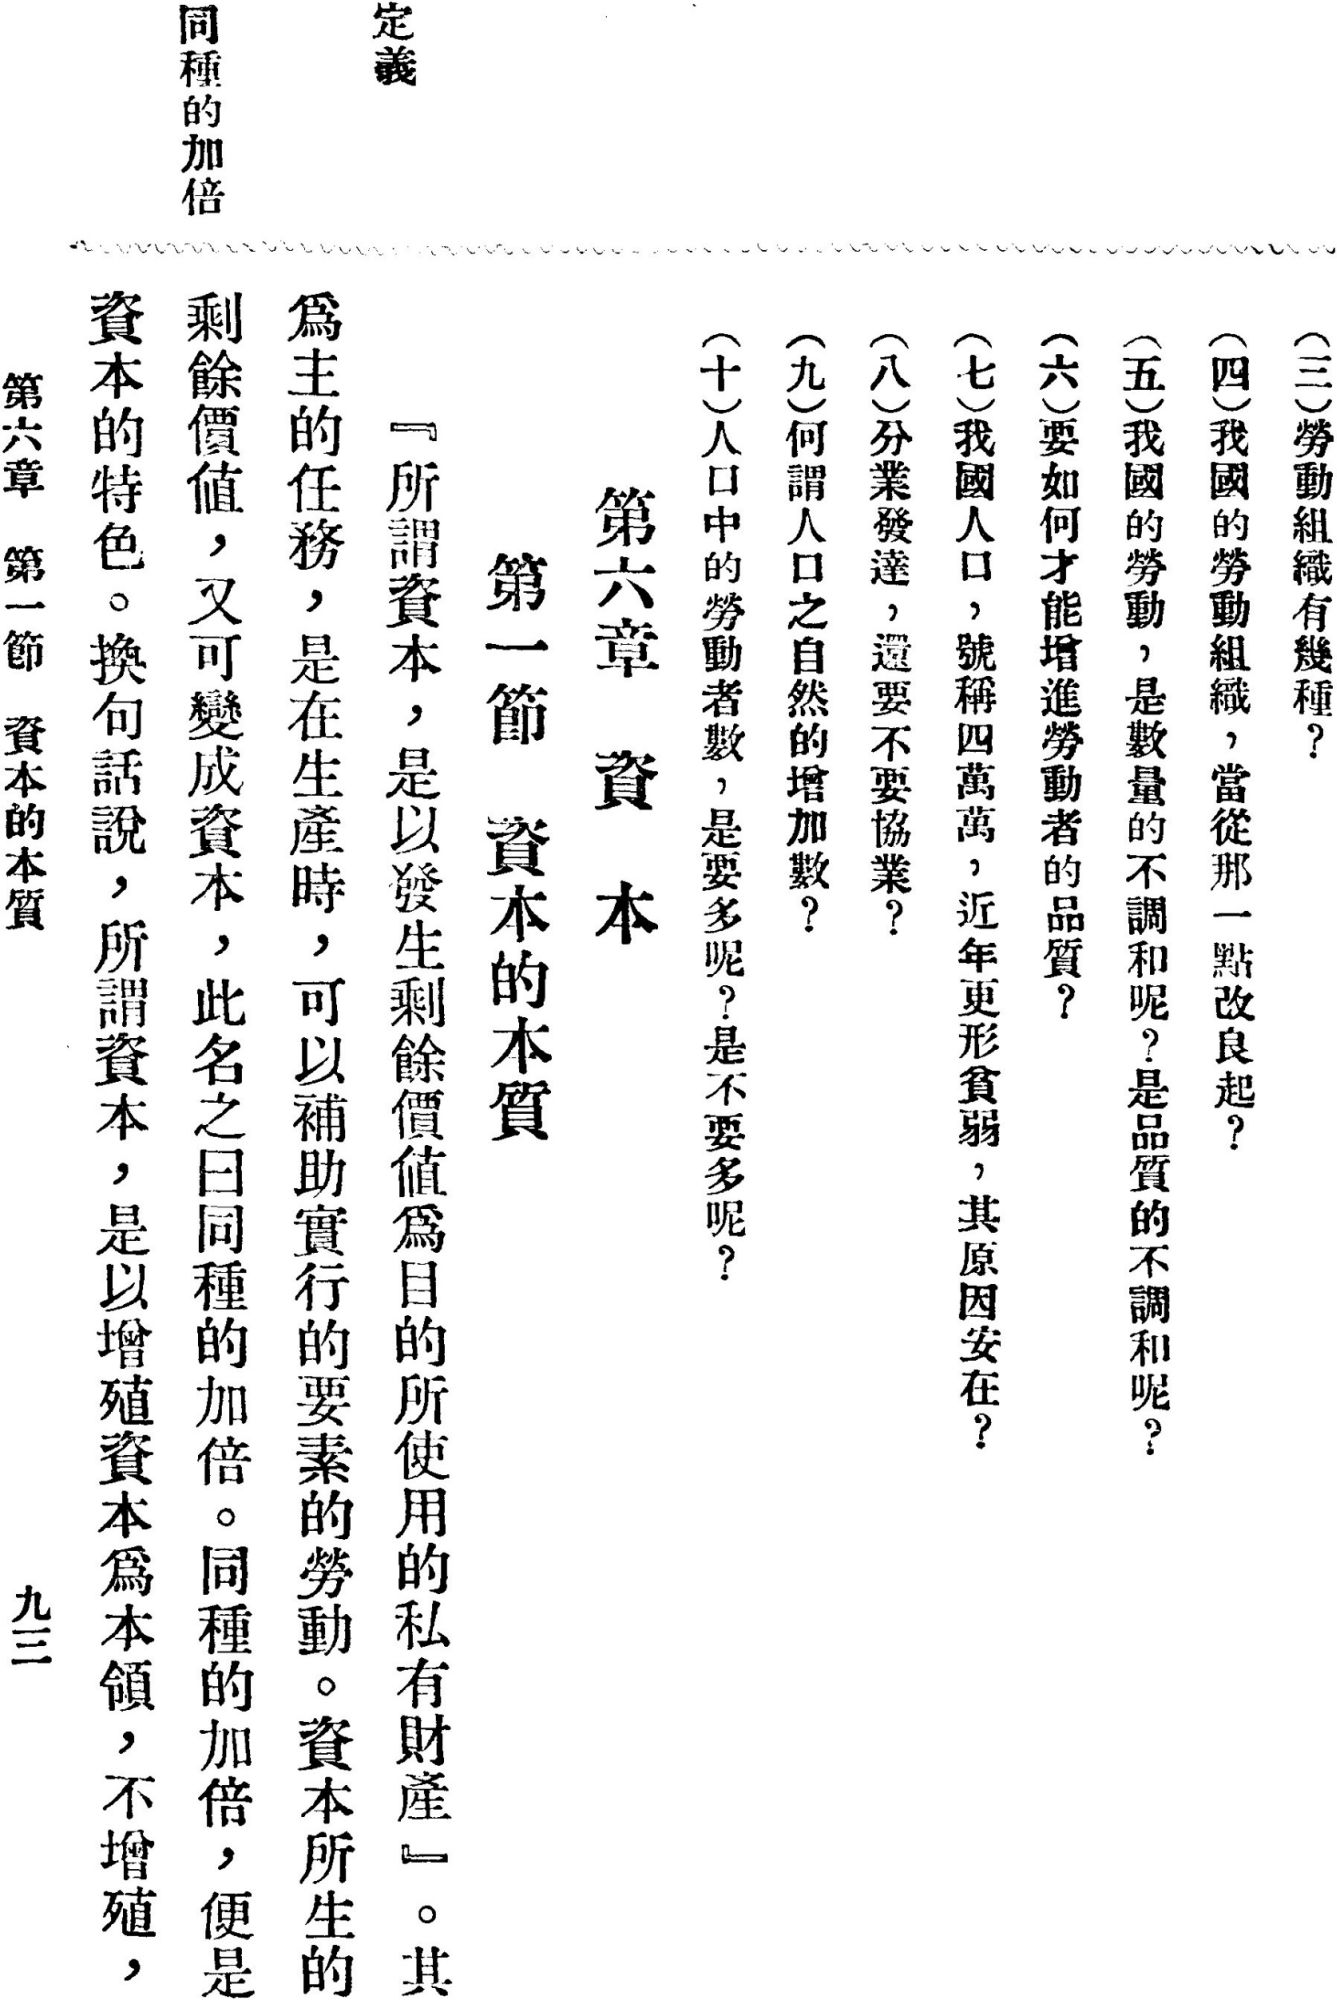 (三)勞動組織有幾種?
(四)我國的勞動組織,當從那一點改良起?
(五)我國的勞動,是數量的不調和呢?是品質的不調和呢?
(六)要如何才能增進勞動者的品質?
(七)我國人口,號稱四萬萬,近年更形貧弱,其原因安在?
(八)分業發達,還要不要協業?
(九)何謂人口之自然的增加數?
(十)人口中的勞動者數,是要多呢?是不要多呢?
第六章 資本
第一節 資本的本質
定義
『所謂資本,是以發生剩餘價値爲目的所使用的私有財產』。其
爲主的任務,是在生產時,可以補助實行的要素的勞動。資本所生的
同種的加倍
剩餘價値,又可變成資本,此名之曰同種的加倍。同種的加倍,便是
資本的特色。換句話說,所謂資本,是以增殖資本爲本領,不增殖,
第六章 第一節 資本的本質 九三